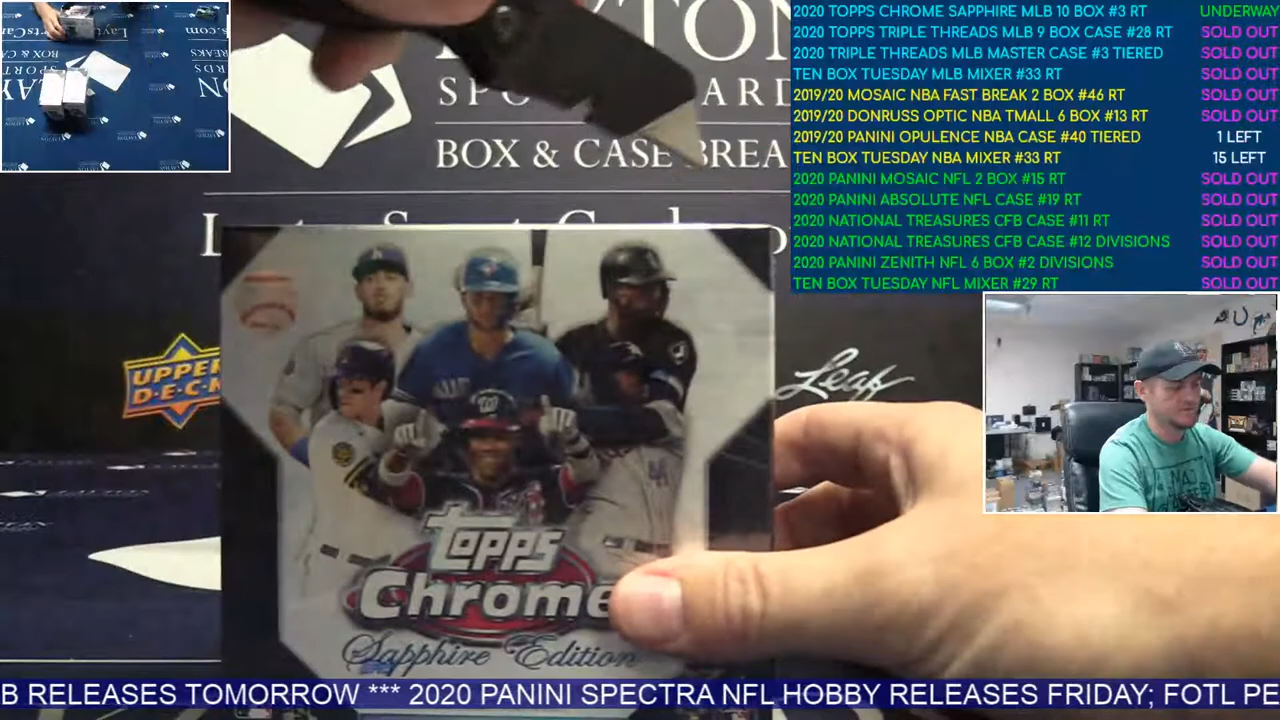 2020 TOPPS CHROME SAPPHIRE MLB 10 BOX #3 RT UNDERWAY
2020 TOPPS TRIPLE THREADS MLB 9 BOX CASE #28 RT SOLD OUT
2020 TRIPLE THREADS MLB MASTER CASE #3 TIERED SOLD OUT
TEN BOX TUESDAY MLB MIXER #33 RT SOLD OUT
2019/20 MOSAIC NBA FAST BREAK 2 BOX #46 RT SOLD OUT
2019/20 DONRUSS OPTIC NBA TMALL 6 BOX #13 RT SOLD OUT
2019/20 PANINI OPULENCE NBA CASE #40 TIERED 1 LEFT
TEN BOX TUESDAY NBA MIXER #33 RT 15 LEFT
2020 PANINI MOSAIC NFL 2 BOX #15 RT SOLD OUT
2020 PANINI ABSOLUTE NFL CASE #19 RT SOLD OUT
2020 NATIONAL TREASURES CFB CASE #11 RT SOLD OUT
2020 NATIONAL TREASURES CFB CASE #12 DIVISIONS SOLD OUT
2020 PANINI ZENITH NFL 6 BOX #2 DIVISIONS SOLD OUT
TEN BOX TUESDAY NFL MIXER #29 RT SOLD OUT
TON
SPO ARD
BOX & CASE BREA
UPPER
DECK
Leaf
topps
Chrome
Sapphire Edition
B RELEASES TOMORROW *** 2020 PANINI SPECTRA NFL HOBBY RELEASES FRIDAY; FOTL PE